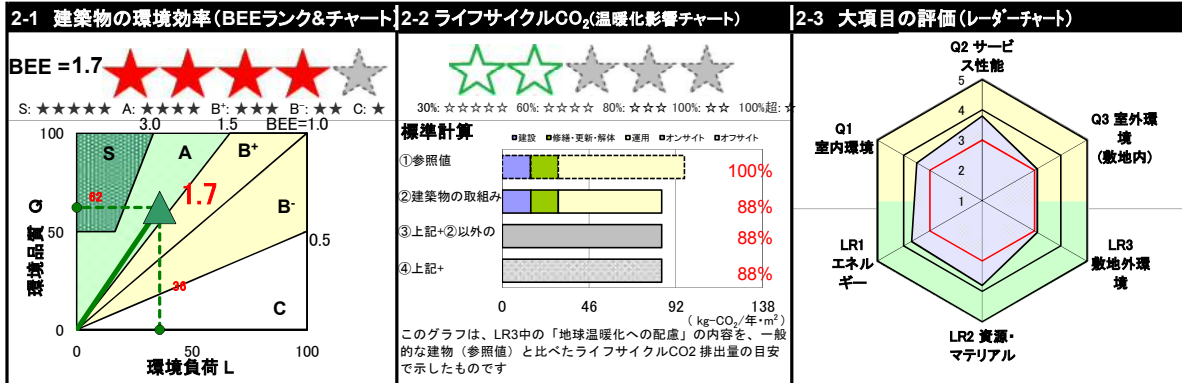 2-1 建築物の環境効率(BEEランク&チャート)
BEE =1.7
S: ★★★★★ A: ★★★★ B⁺: ★★★ B⁻: ★★ C: ★
3.0 1.5 BEE=1.0
100
S
A
B⁺
82
1.7
B⁻
50
0.5
環境品質 Q
36
C
0
0 50 100
環境負荷 L
2-2 ライフサイクルCO₂(温暖化影響チャート)
30%: ☆☆☆☆☆ 60%: ☆☆☆☆ 80%: ☆☆☆ 100%: ☆☆ 100%超: ☆
標準計算
建設 修繕・更新・解体 運用 オンサイト オフサイト
①参照値 100%
②建築物の取組み 88%
③上記+②以外の 88%
④上記+ 88%
0 46 92 138
( kg-CO₂/年・m² )
このグラフは、LR3中の「地球温暖化への配慮」の内容を、一般
的な建物（参照値）と比べたライフサイクルCO2 排出量の目安
で示したものです
2-3 大項目の評価(レーダーチャート)
Q2 サービ
ス性能
5
4
3
2
1
Q1
室内環境
Q3 室外環
境
(敷地内)
LR1
エネル
ギー
LR3
敷地外環
境
LR2 資源・
マテリアル